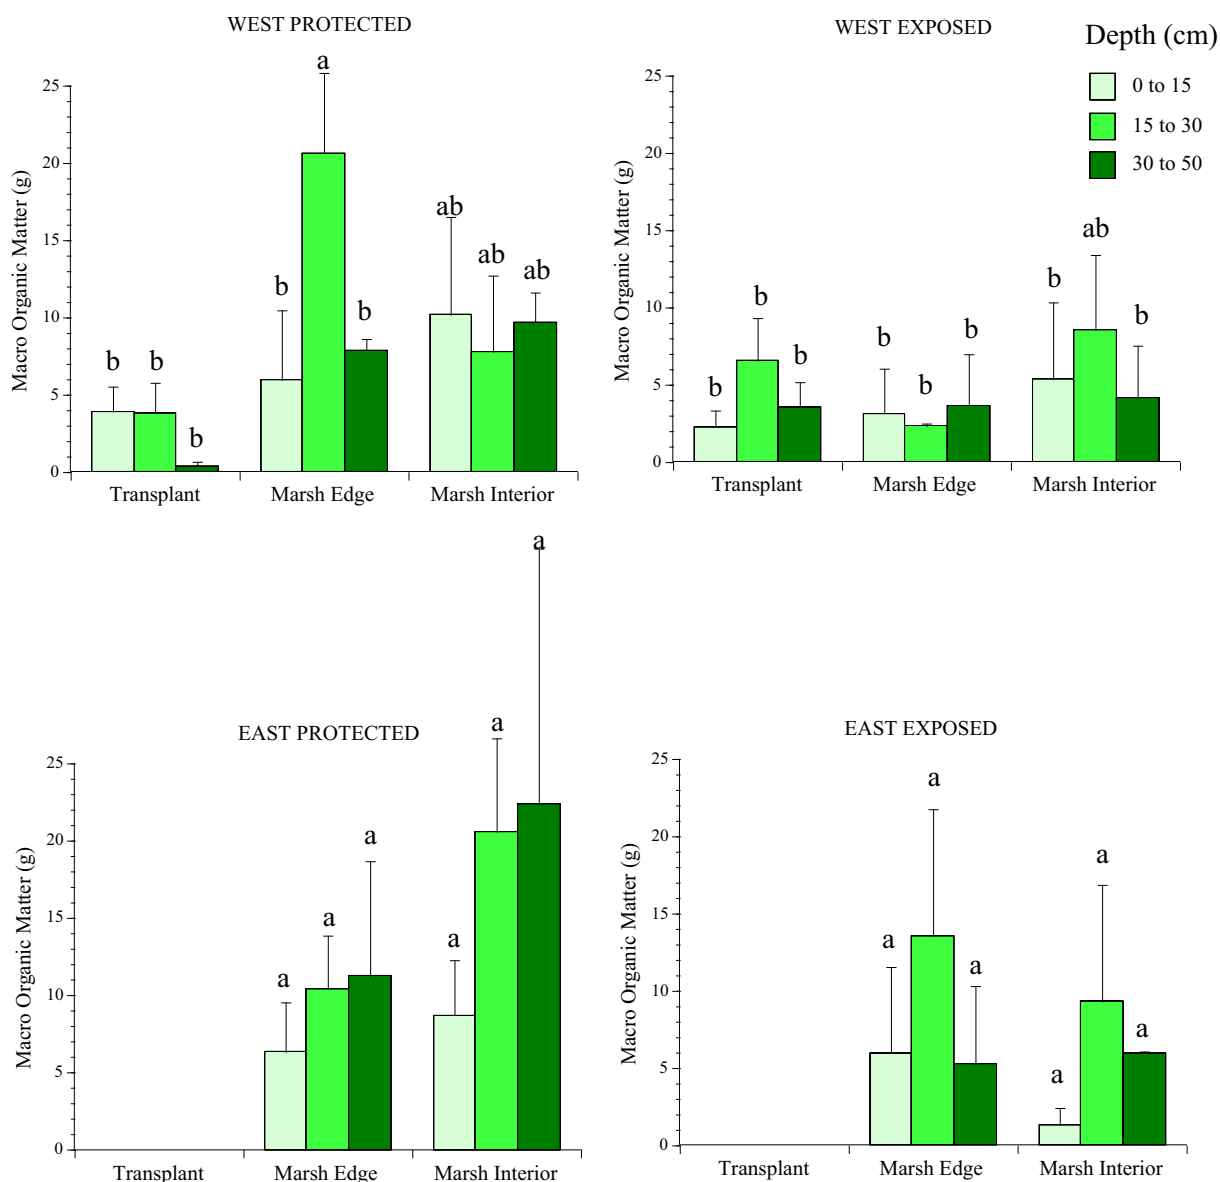 WEST PROTECTED
Macro Organic Matter (g)
25
20
15
10
5
0
b
b
b
b
a
b
ab
ab
ab
Transplant
Marsh Edge
Marsh Interior
WEST EXPOSED
Macro Organic Matter (g)
25
20
15
10
5
0
b
b
b
b
b
b
b
ab
b
Transplant
Marsh Edge
Marsh Interior
Depth (cm)
0 to 15
15 to 30
30 to 50
EAST PROTECTED
Macro Organic Matter (g)
25
20
15
10
5
0
a
a
a
a
a
a
Transplant
Marsh Edge
Marsh Interior
EAST EXPOSED
Macro Organic Matter (g)
25
20
15
10
5
0
a
a
a
a
a
a
Transplant
Marsh Edge
Marsh Interior